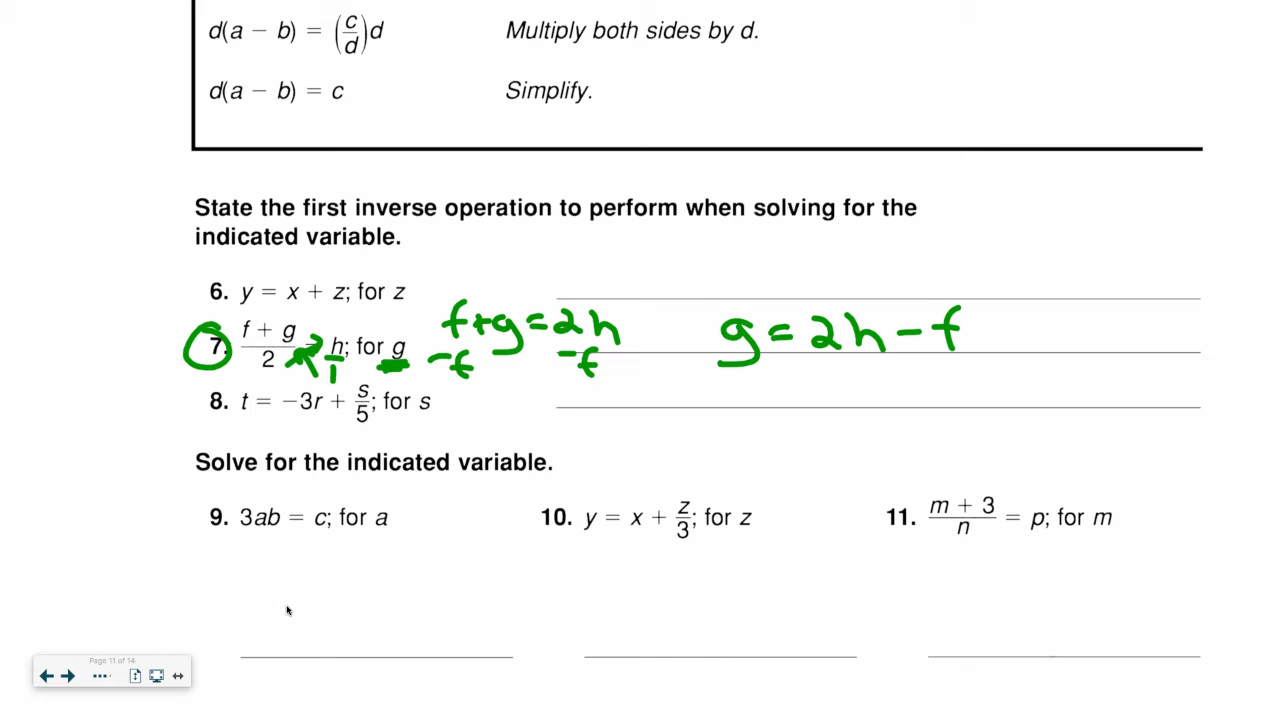 d(a − b) = (c/d)d Multiply both sides by d.
d(a − b) = c Simplify.
State the first inverse operation to perform when solving for the
indicated variable.
6. y = x + z; for z
7. (f + g)/2 = h; for g f+g=2h g=2h-f
1 -f -f
8. t = −3r + s/5; for s
Solve for the indicated variable.
9. 3ab = c; for a 10. y = x + z/3; for z 11. (m + 3)/n = p; for m
Page 11 of 14